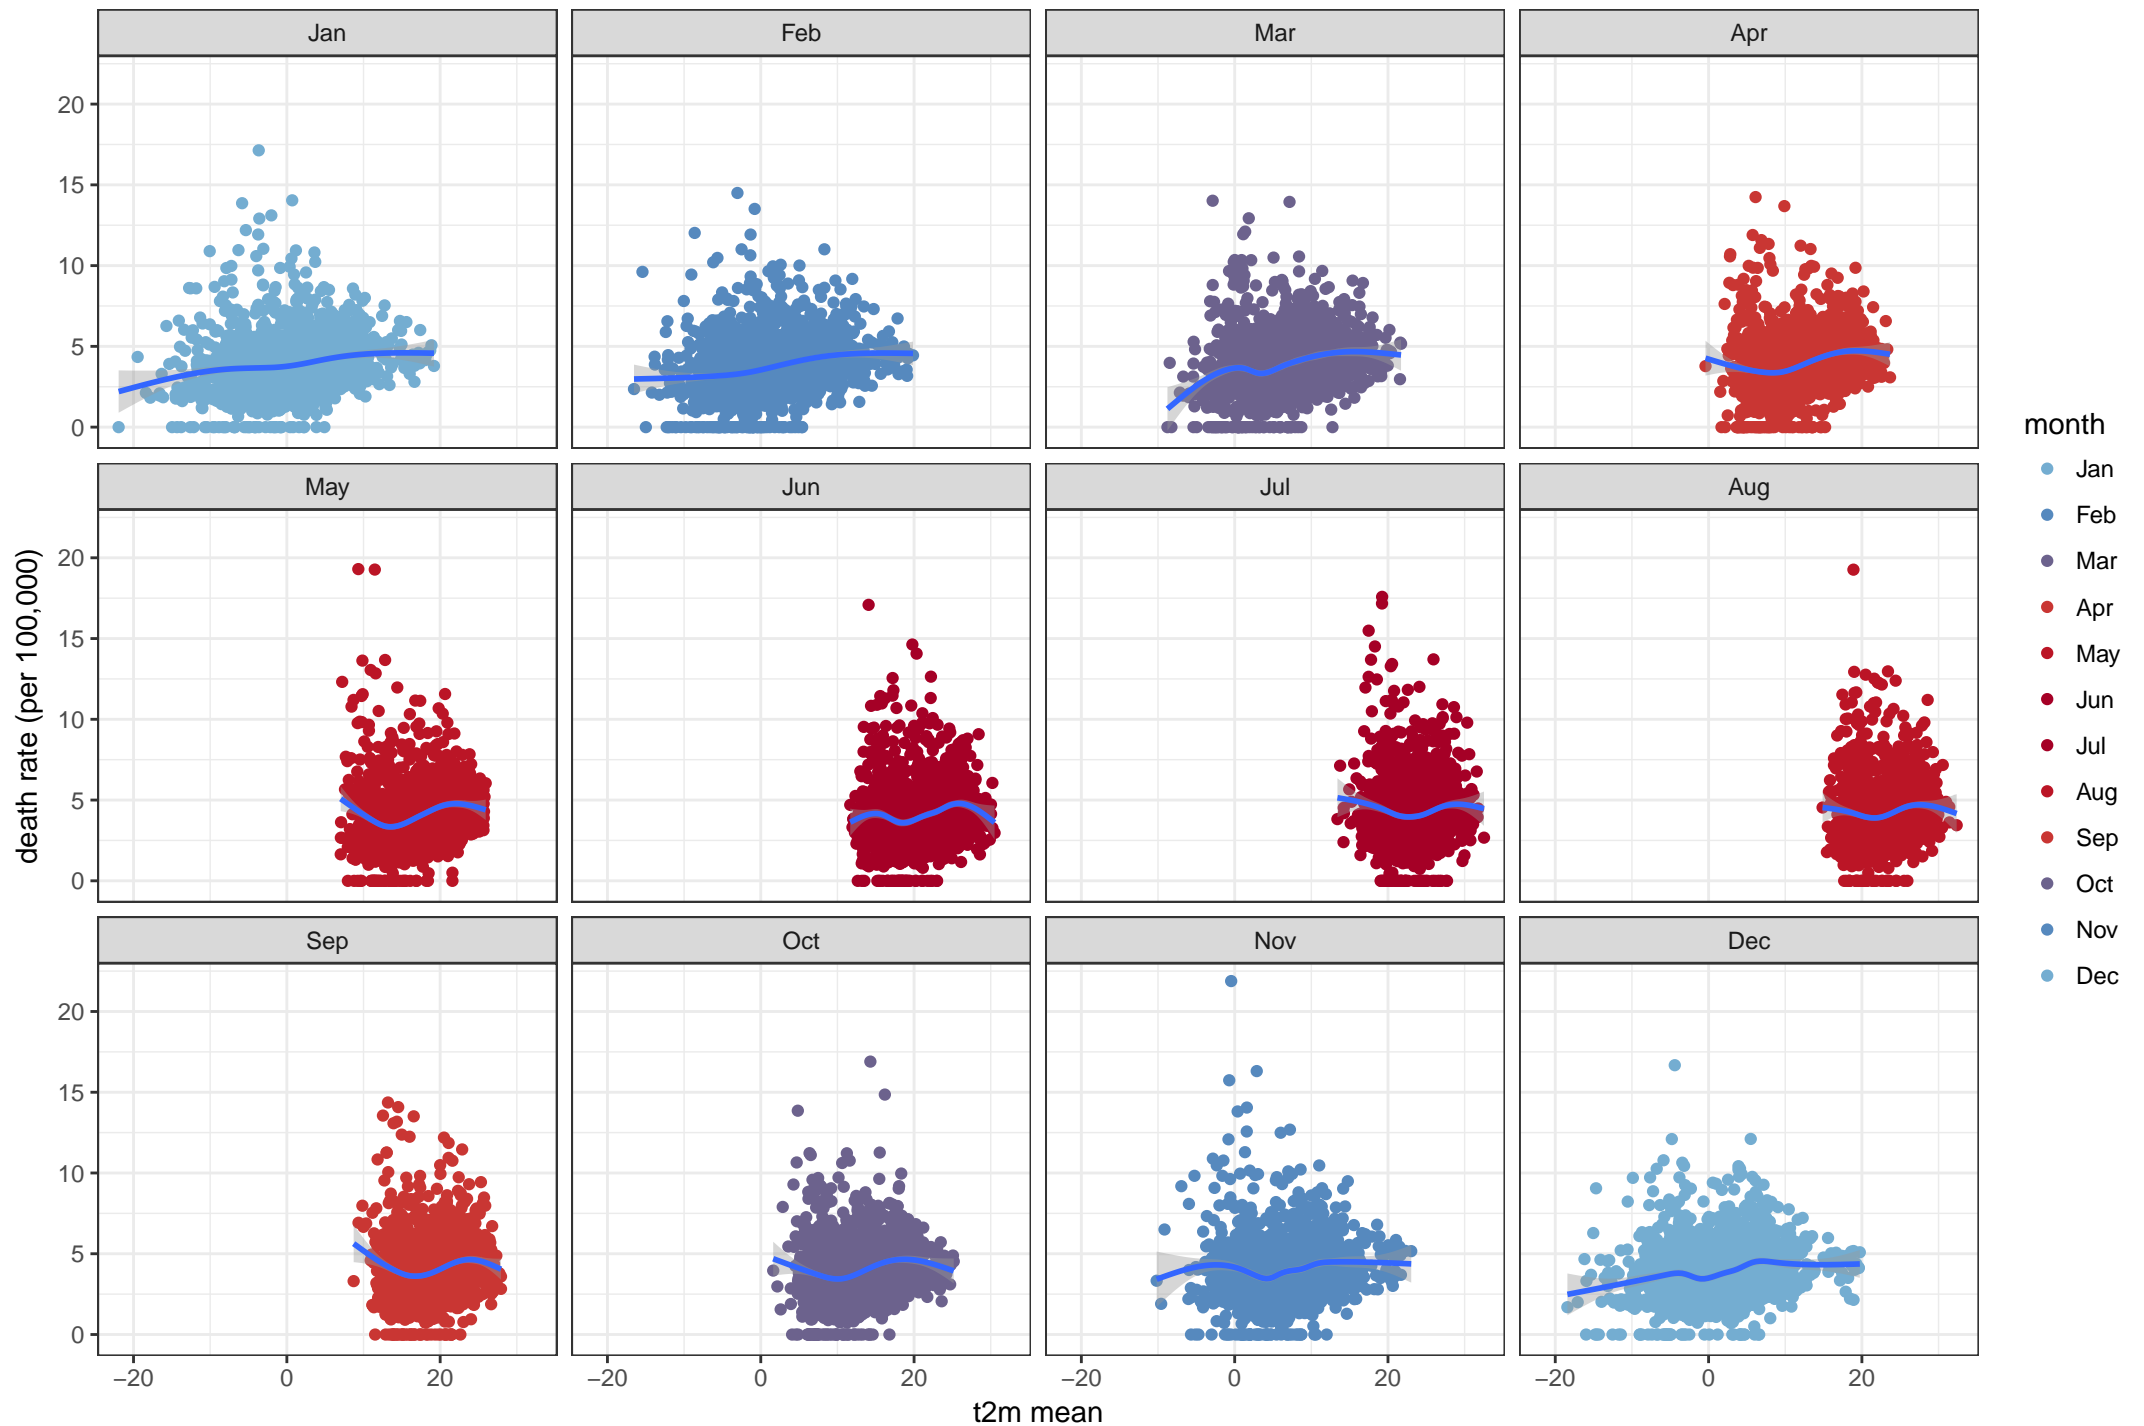 Jan Feb Mar Apr
20
15
10
5
0
May Jun Jul Aug
20
15
10
5
0
Sep Oct Nov Dec
20
15
10
5
0
−20 0 20 −20 0 20 −20 0 20 −20 0 20
t2m mean
death rate (per 100,000)
month
Jan
Feb
Mar
Apr
May
Jun
Jul
Aug
Sep
Oct
Nov
Dec